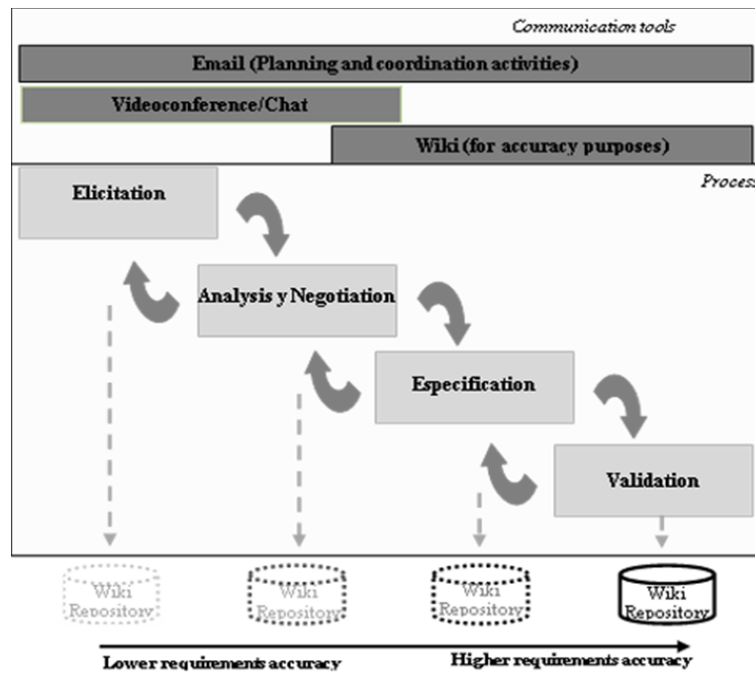 Communication tools
Email (Planning and coordination activities)
Videoconference/Chat
Wiki (for accuracy purposes)
Process
Elicitation
Analysis y Negotiation
Especification
Validation
Wiki
Repository
Wiki
Repository
Wiki
Repository
Wiki
Repository
Lower requirements accuracy
Higher requirements accuracy